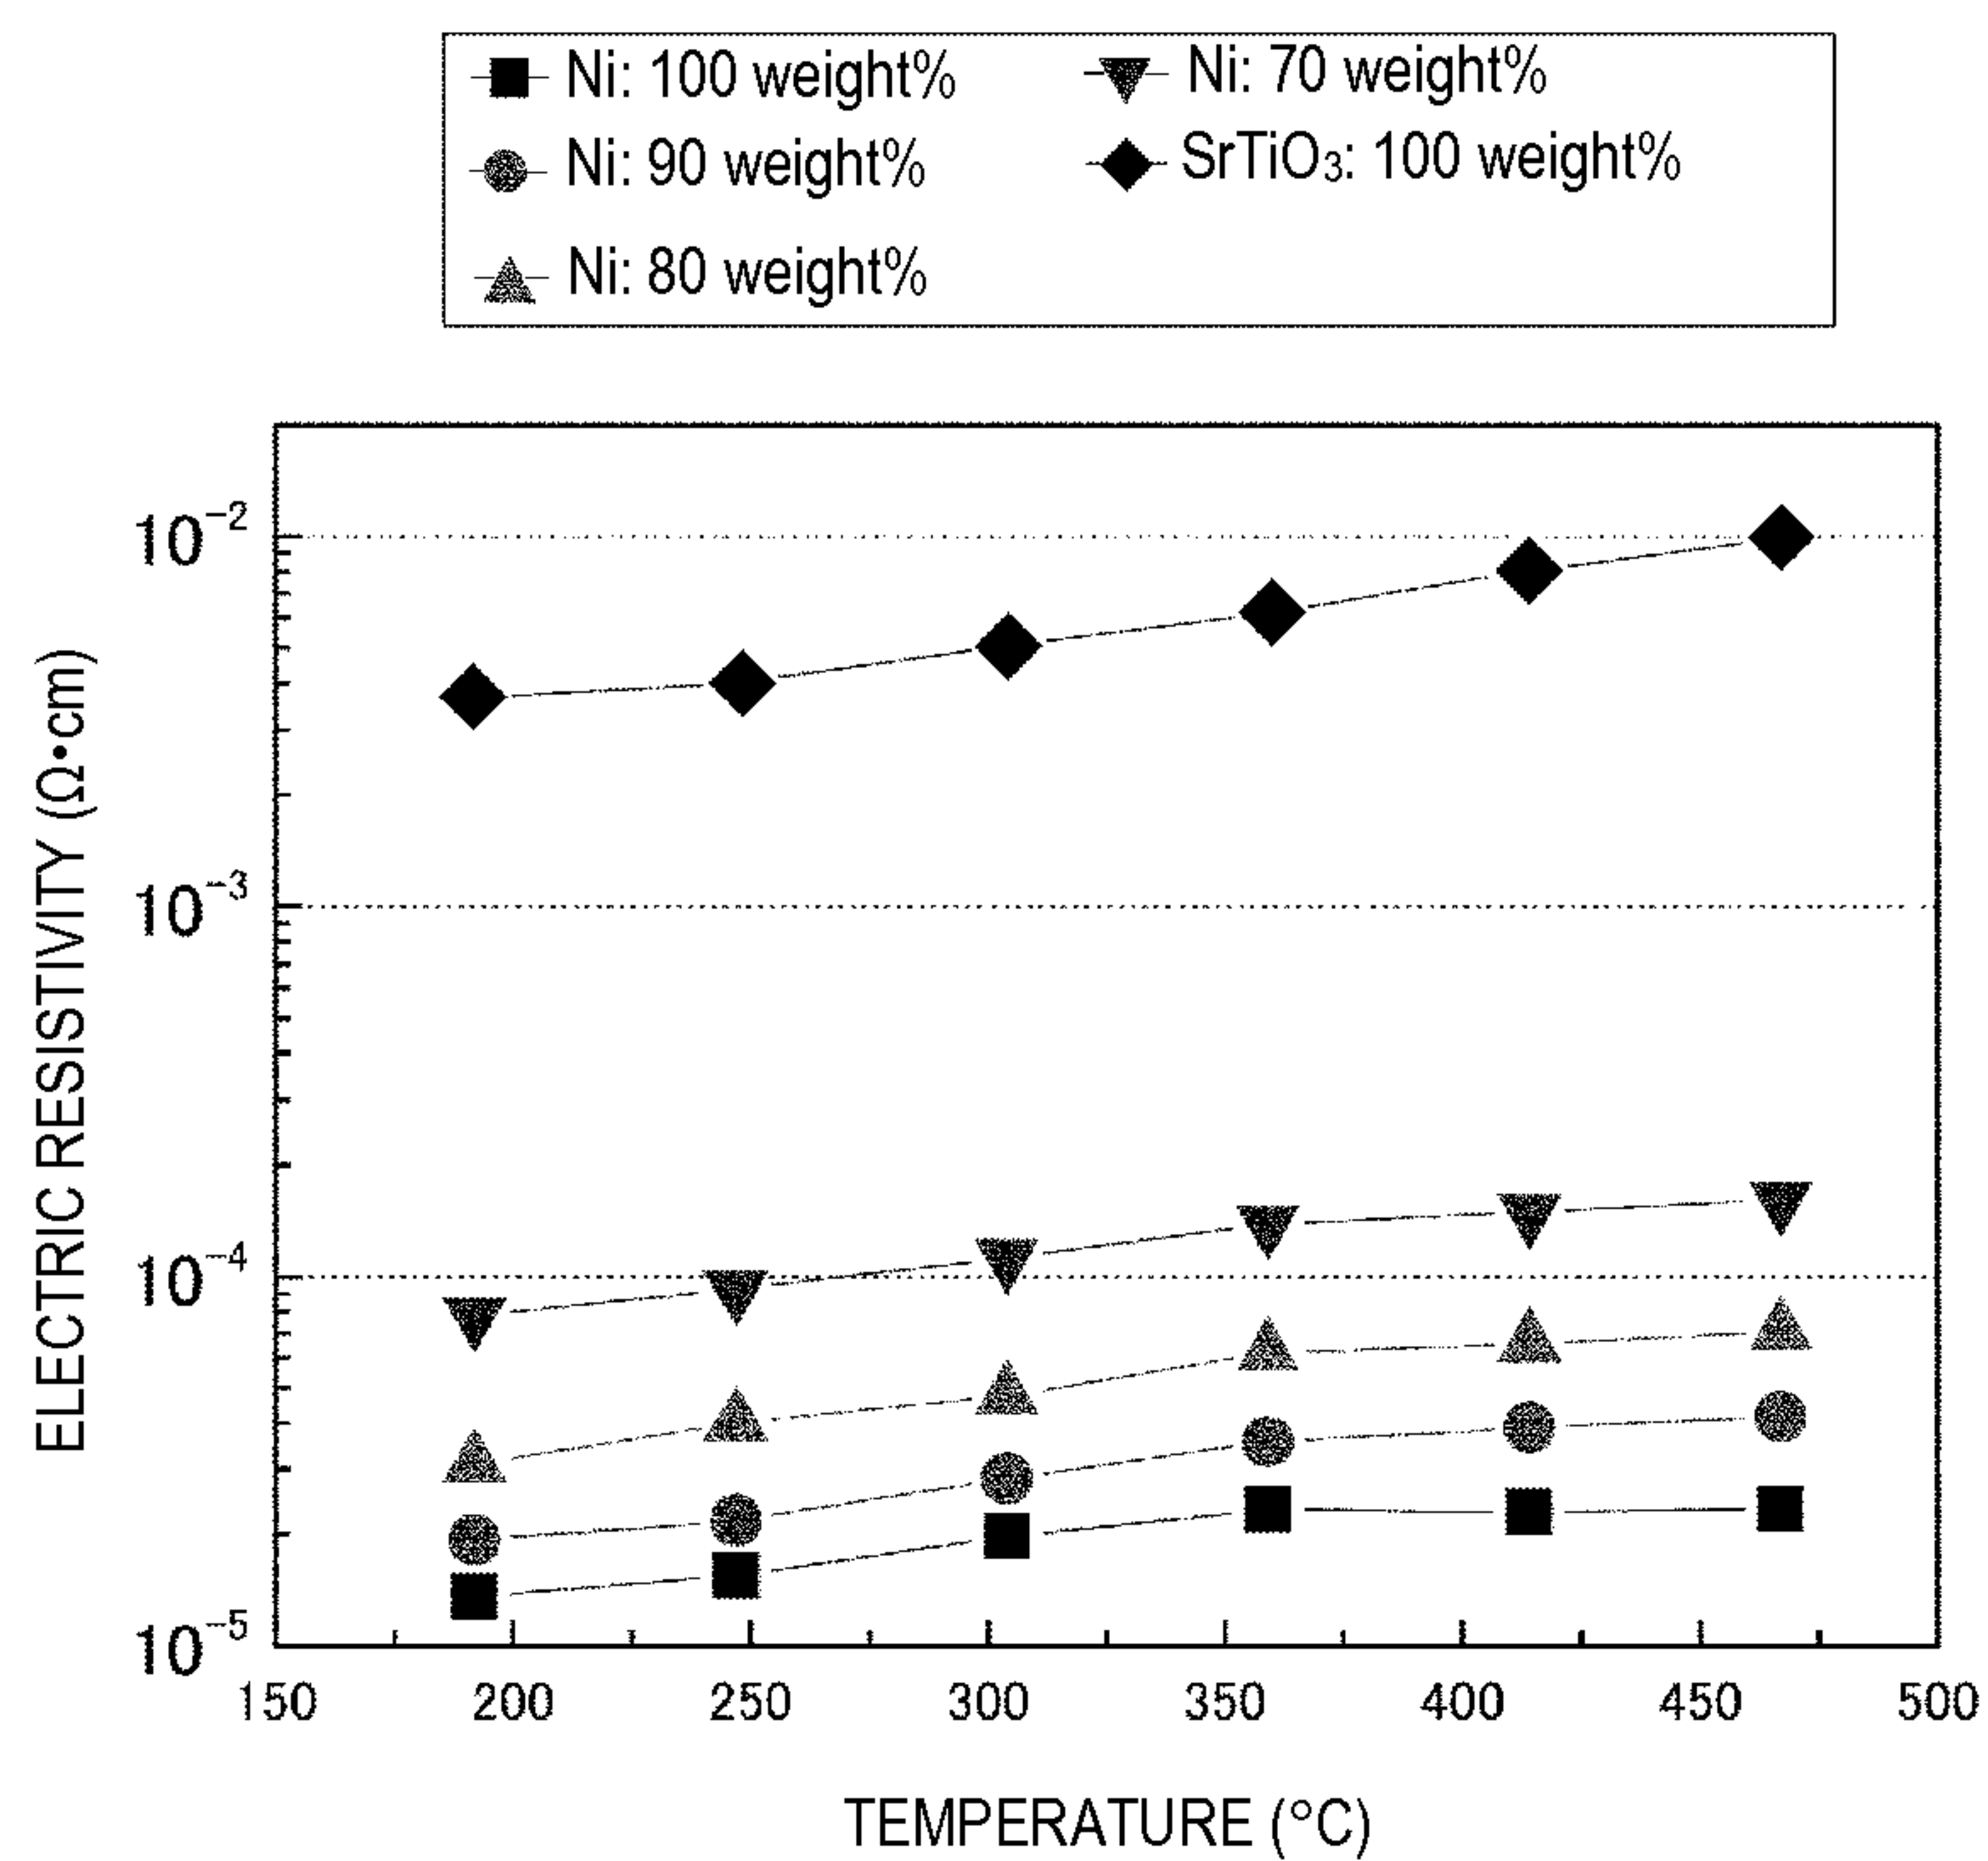 Ni: 100 weight%
Ni: 70 weight%
Ni: 90 weight%
SrTiO₃: 100 weight%
Ni: 80 weight%
10⁻²
10⁻³
10⁻⁴
10⁻⁵
ELECTRIC RESISTIVITY (Ω•cm)
150 200 250 300 350 400 450 500
TEMPERATURE (°C)